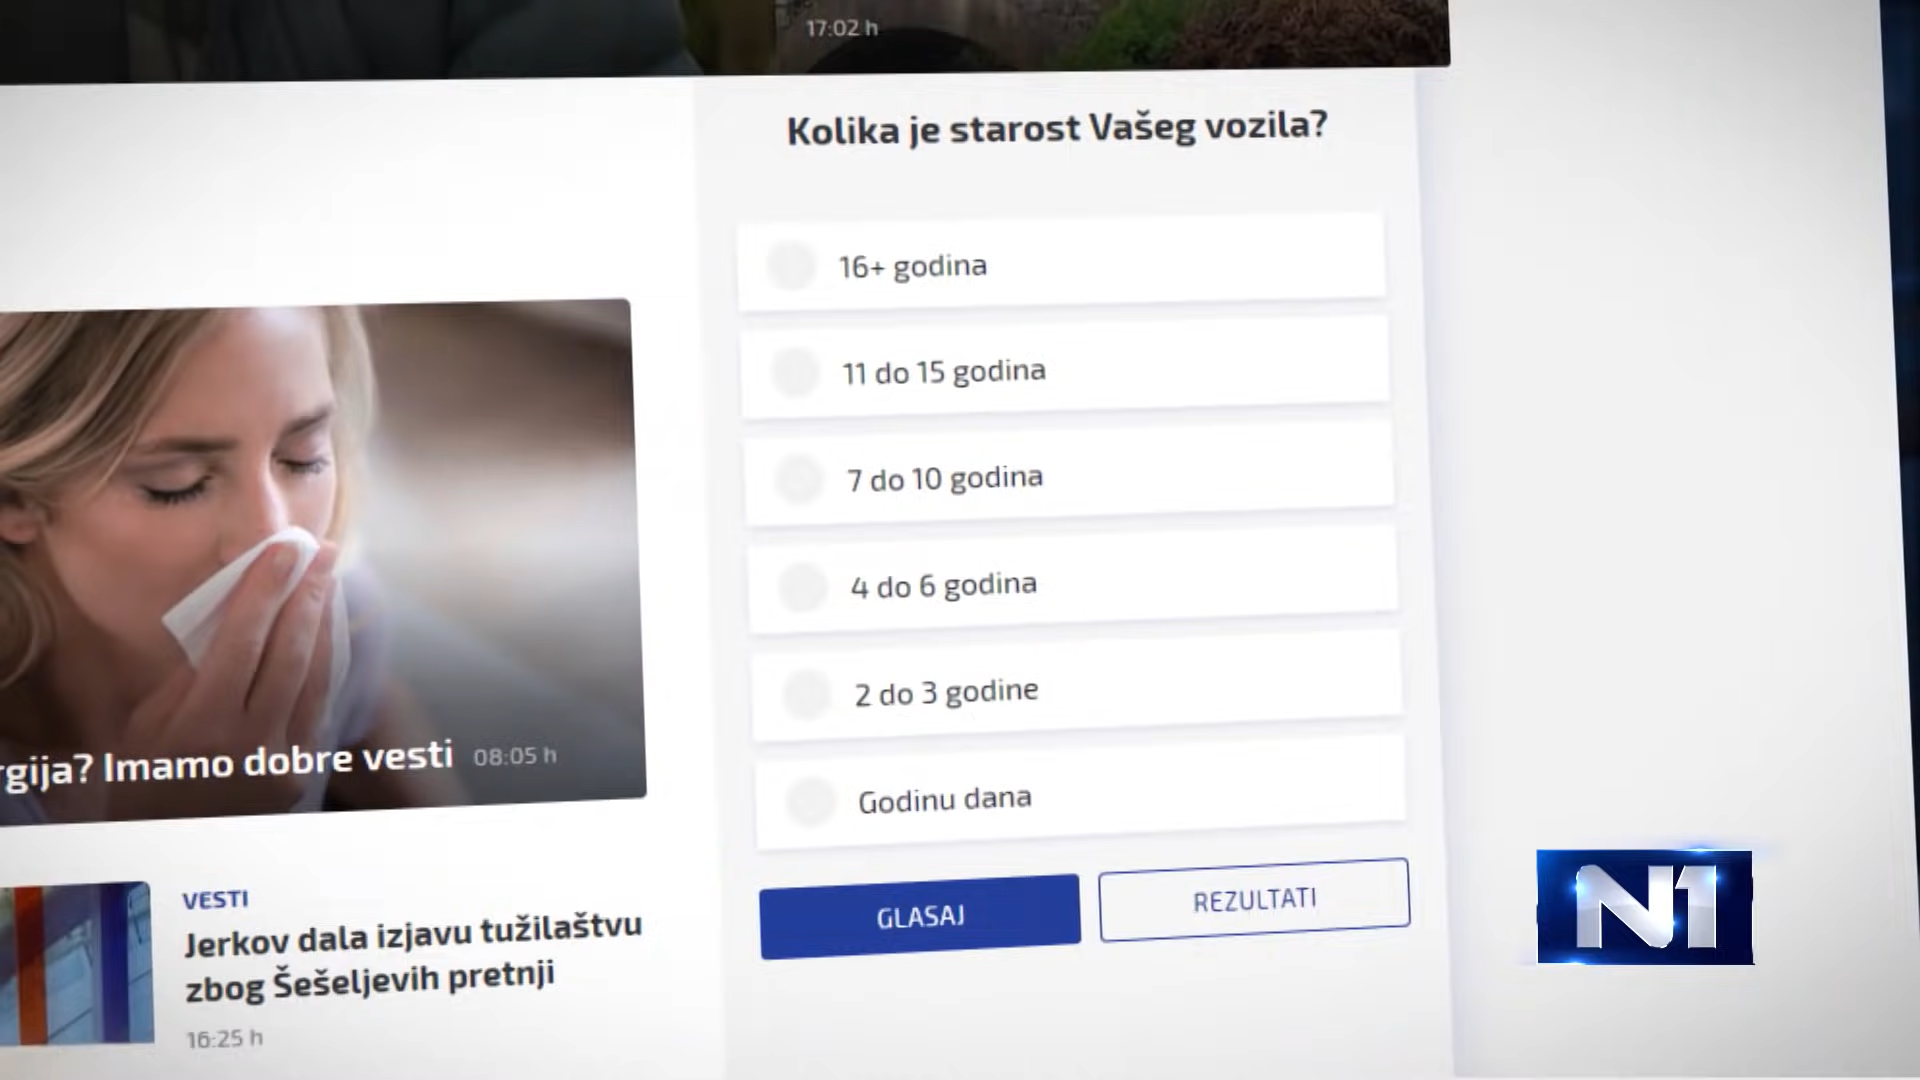 17:02 h
Kolika je starost Vašeg vozila?
16+ godina
11 do 15 godina
7 do 10 godina
4 do 6 godina
2 do 3 godine
Godinu dana
GLASAJ
REZULTATI
rgija? Imamo dobre vesti 08:05 h
VESTI
Jerkov dala izjavu tužilaštvu
zbog Šešeljevih pretnji
16:25 h
N1